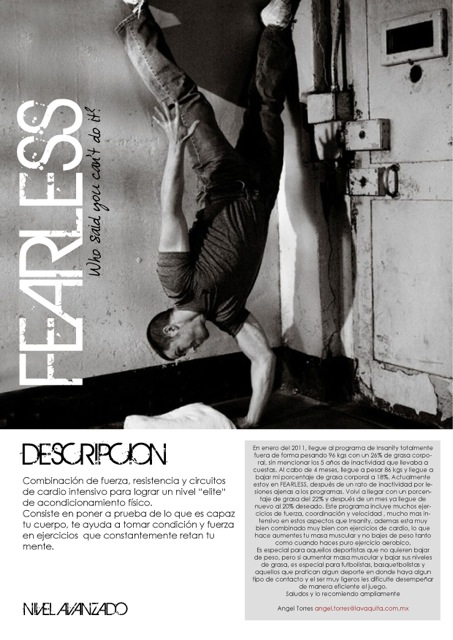 FEARLESS
Who said you can't do it?
DESCRIPCION
Combinación de fuerza, resistencia y circuitos
de cardio intensivo para lograr un nivel "elite"
de acondicionamiento físico.
Consiste en poner a prueba de lo que es capaz
tu cuerpo, te ayuda a tomar condición y fuerza
en ejercicios que constantemente retan tu
mente.
NIVEL AVANZADO
En enero del 2011, llegue al programa de Insanity totalmente
fuera de forma pesando 96 kgs con un 26% de grasa corpo-
ral, sin mencionar los 5 años de inactividad que llevaba a
cuestas. Al cabo de 4 meses, llegue a pesar 86 kgs y llegue a
bajar mi porcentaje de grasa corporal a 18%. Actualmente
estoy en FEARLESS, después de un rato de inactividad por le-
siones ajenas a los programas. Volví a llegar con un porcen-
taje de grasa del 22% y después de un mes ya llegue de
nuevo al 20% deseado. Este programa incluye muchos ejer-
cicios de fuerza, coordinación y velocidad , mucho mas in-
tensivo en estos aspectos que Insanity, ademas esta muy
bien combinado muy bien con ejercicios de cardio, lo que
hace aumentes tu masa muscular y no bajes de peso tanto
como cuando haces puro ejercicio aerobico.
Es especial para aquellos deportistas que no quieren bajar
de peso, pero si aumentar masa muscular y bajar sus niveles
de grasa, es especial para futbolistas, basquetbolistas y
aquellos que pratican algun deporte en donde haya algun
tipo de contacto y el ser muy ligeros les dificulte desempeñar
de manera eficiente el juego.
Saludos y lo recomiendo ampliamente
Angel Torres angel.torres@lavaquita.com.mx